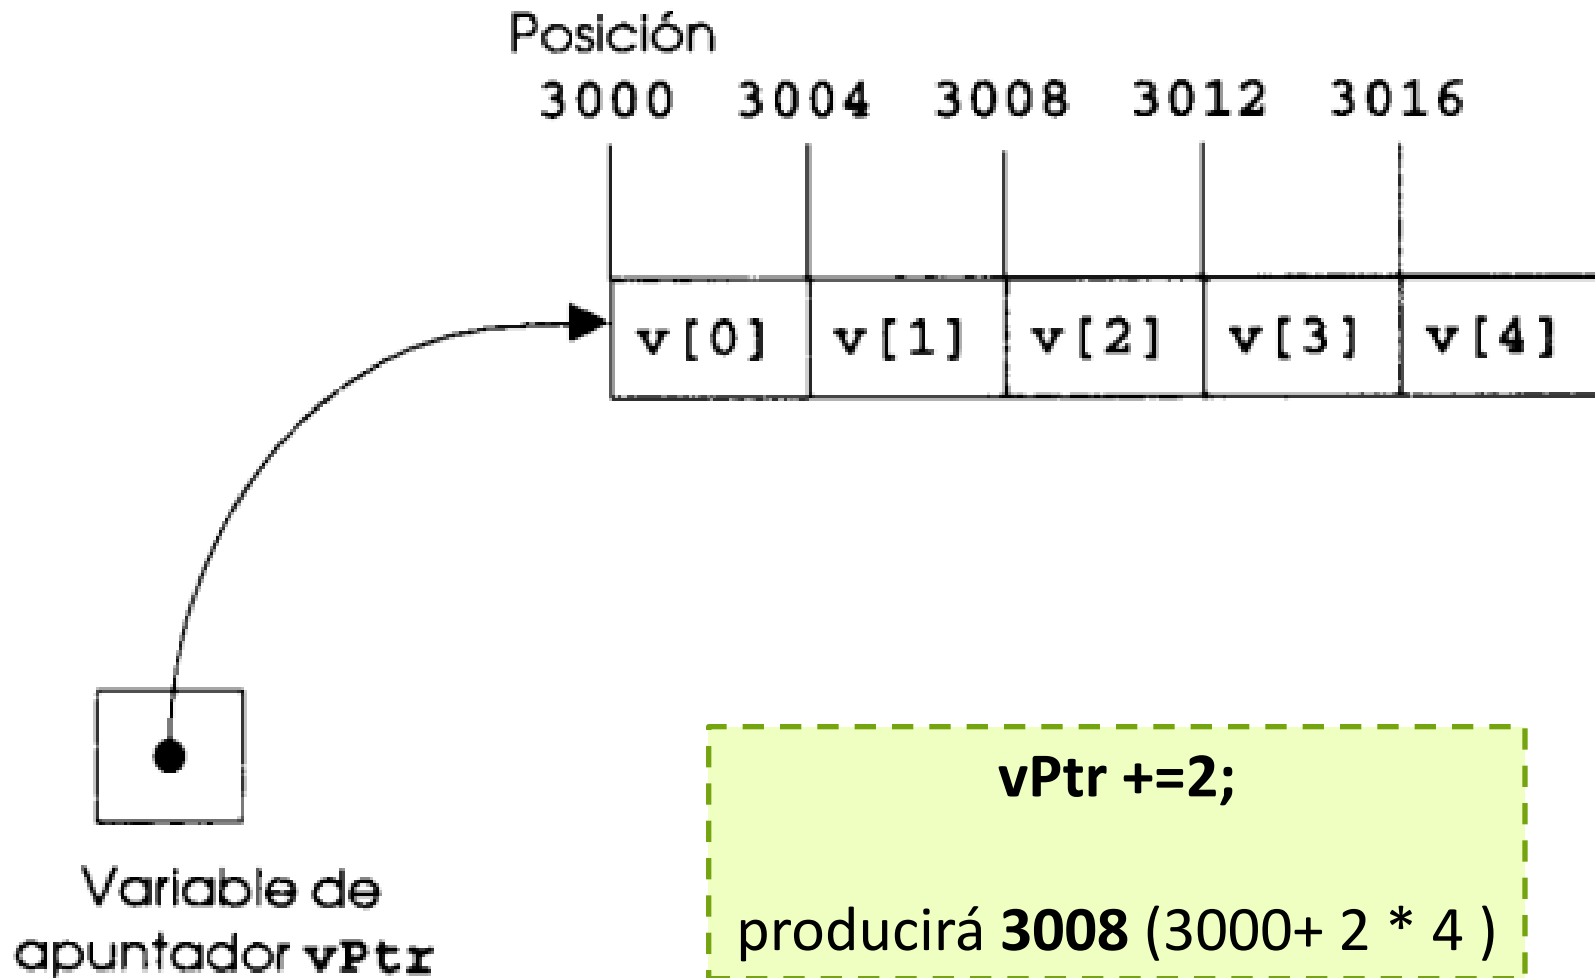 Posición
3000 3004 3008 3012 3016
v[0] v[1] v[2] v[3] v[4]
vPtr +=2;
producirá 3008 (3000+ 2 * 4 )
Variable de
apuntador vPtr